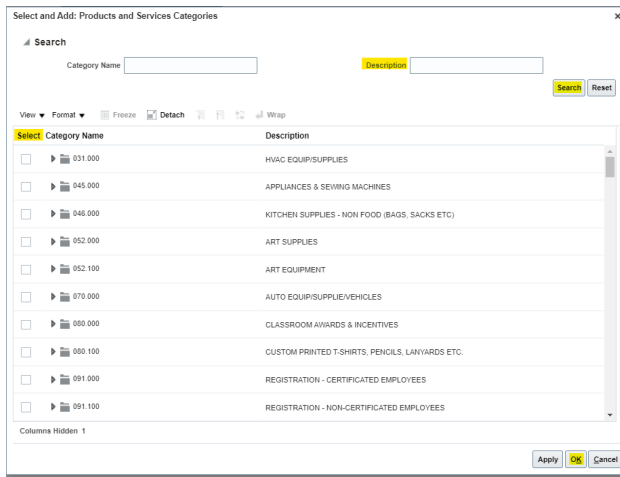 Select and Add: Products and Services Categories
Search
Category Name
Description
Search Reset
View Format Freeze Detach Wrap
Select Category Name Description
031.000 HVAC EQUIP/SUPPLIES
045.000 APPLIANCES & SEWING MACHINES
046.000 KITCHEN SUPPLIES - NON FOOD (BAGS, SACKS ETC)
052.000 ART SUPPLIES
052.100 ART EQUIPMENT
070.000 AUTO EQUIP/SUPPLIE/VEHICLES
080.000 CLASSROOM AWARDS & INCENTIVES
080.100 CUSTOM PRINTED T-SHIRTS, PENCILS, LANYARDS ETC.
091.000 REGISTRATION - CERTIFICATED EMPLOYEES
091.100 REGISTRATION - NON-CERTIFICATED EMPLOYEES
Columns Hidden 1
Apply OK Cancel